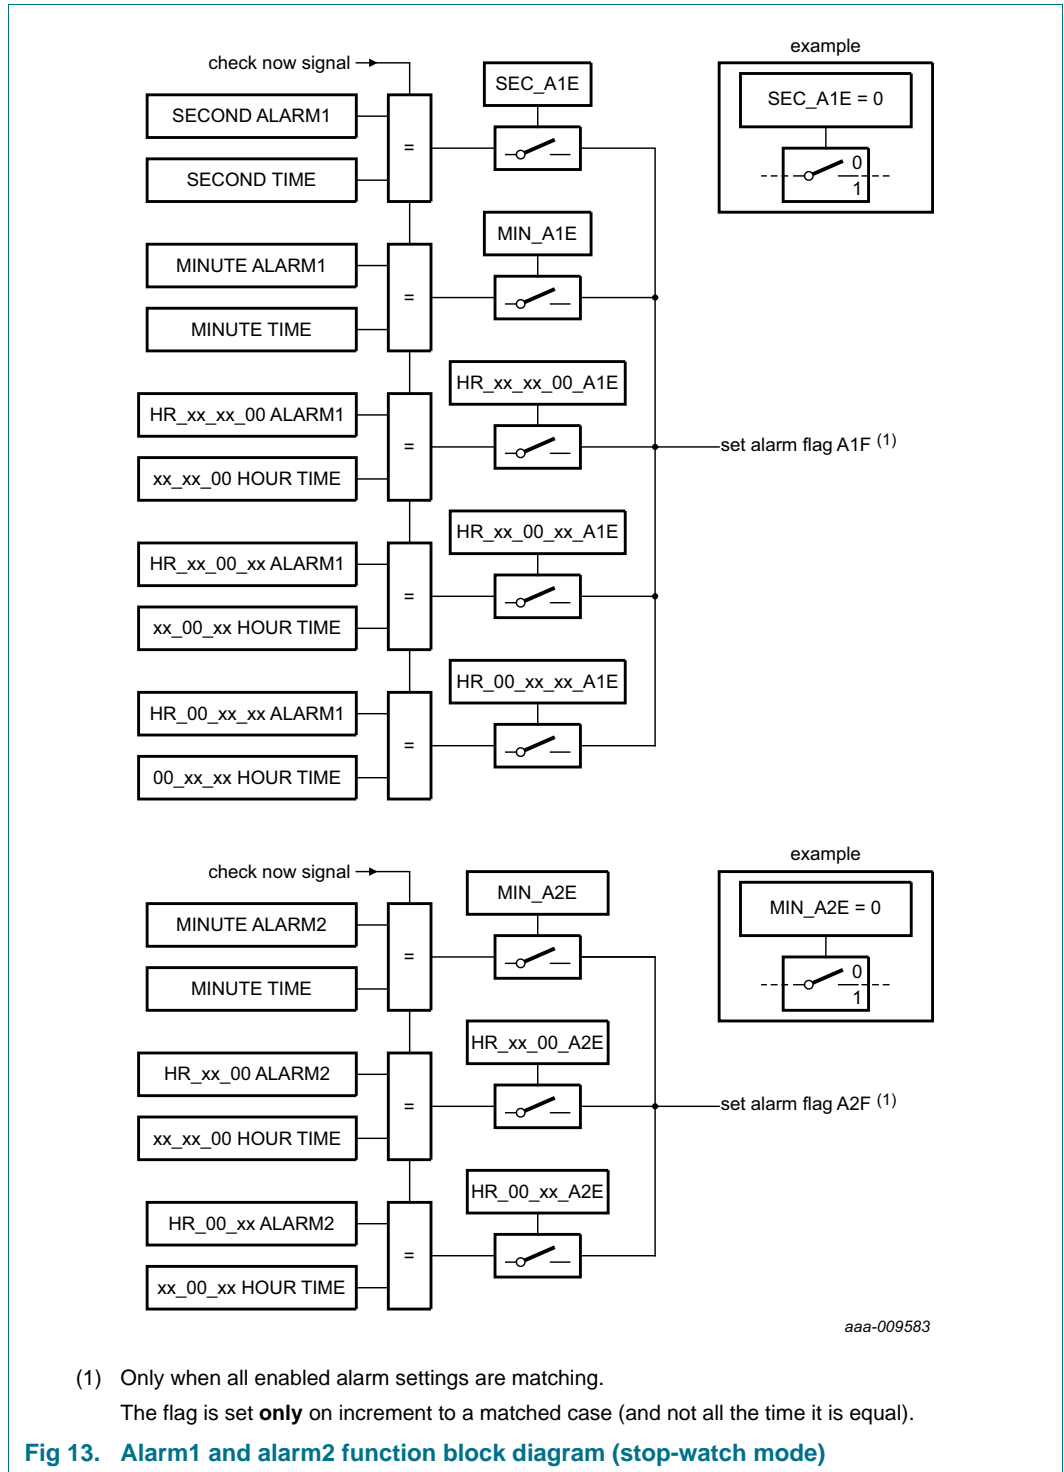 example
check now signal
SEC_A1E
SEC_A1E = 0
SECOND ALARM1
=
0
1
SECOND TIME
MIN_A1E
MINUTE ALARM1
=
MINUTE TIME
HR_xx_xx_00_A1E
HR_xx_xx_00 ALARM1
=
set alarm flag A1F (1)
xx_xx_00 HOUR TIME
HR_xx_00_xx_A1E
HR_xx_00_xx ALARM1
=
xx_00_xx HOUR TIME
HR_00_xx_xx_A1E
HR_00_xx_xx ALARM1
=
00_xx_xx HOUR TIME
example
check now signal
MIN_A2E
MIN_A2E = 0
MINUTE ALARM2
=
0
1
MINUTE TIME
HR_xx_00_A2E
HR_xx_00 ALARM2
=
set alarm flag A2F (1)
xx_xx_00 HOUR TIME
HR_00_xx_A2E
HR_00_xx ALARM2
=
xx_00_xx HOUR TIME
aaa-009583
(1) Only when all enabled alarm settings are matching.
The flag is set only on increment to a matched case (and not all the time it is equal).
Fig 13. Alarm1 and alarm2 function block diagram (stop-watch mode)